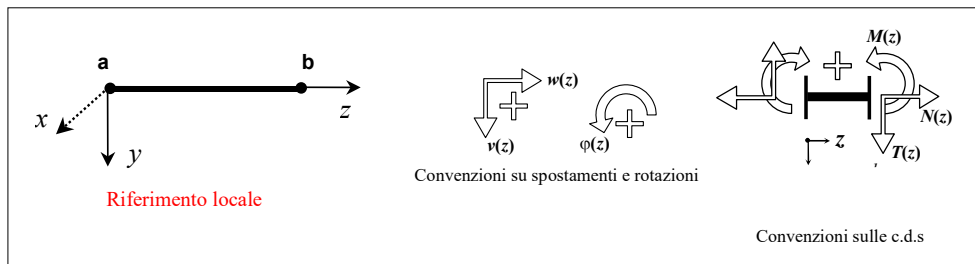 a
b
x
y
z
Riferimento locale
w(z)
v(z)
φ(z)
Convenzioni su spostamenti e rotazioni
M(z)
N(z)
z
T(z)
Convenzioni sulle c.d.s